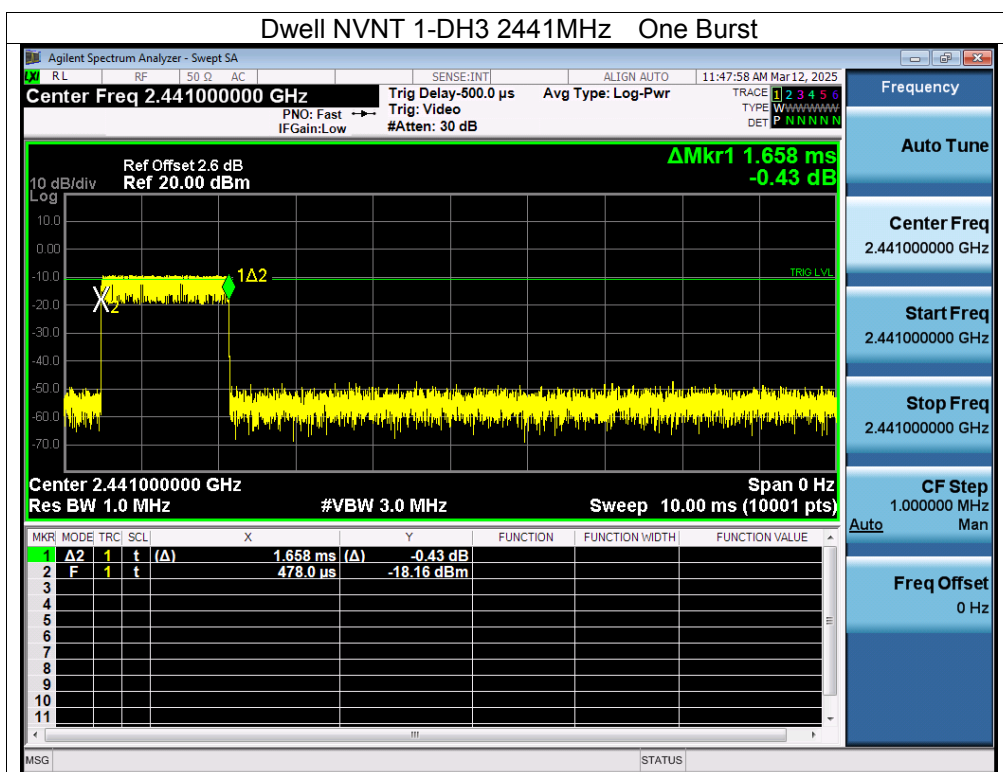 Dwell NVNT 1-DH3 2441MHz One Burst
Agilent Spectrum Analyzer - Swept SA
LXI RL RF 50 Ω AC SENSE:INT ALIGN AUTO 11:47:58 AM Mar 12, 2025
Center Freq 2.441000000 GHz
PNO: Fast
IFGain:Low
Trig Delay-500.0 µs
Trig: Video
#Atten: 30 dB
Avg Type: Log-Pwr
TRACE 1 2 3 4 5 6
TYPE WWWWWW
DET P N N N N N
ΔMkr1 1.658 ms
-0.43 dB
Ref Offset 2.6 dB
10 dB/div Ref 20.00 dBm
Log
10.0
0.00
-10.0
-20.0
-30.0
-40.0
-50.0
-60.0
-70.0
1Δ2
2
TRIG LVL
Center 2.441000000 GHz Span 0 Hz
Res BW 1.0 MHz #VBW 3.0 MHz Sweep 10.00 ms (10001 pts)
MKR MODE TRC SCL X Y FUNCTION FUNCTION WIDTH FUNCTION VALUE
1 Δ2 1 t (Δ) 1.658 ms (Δ) -0.43 dB
2 F 1 t 478.0 µs -18.16 dBm
3
4
5
6
7
8
9
10
11
MSG STATUS
Frequency
Auto Tune
Center Freq
2.441000000 GHz
Start Freq
2.441000000 GHz
Stop Freq
2.441000000 GHz
CF Step
1.000000 MHz
Auto Man
Freq Offset
0 Hz